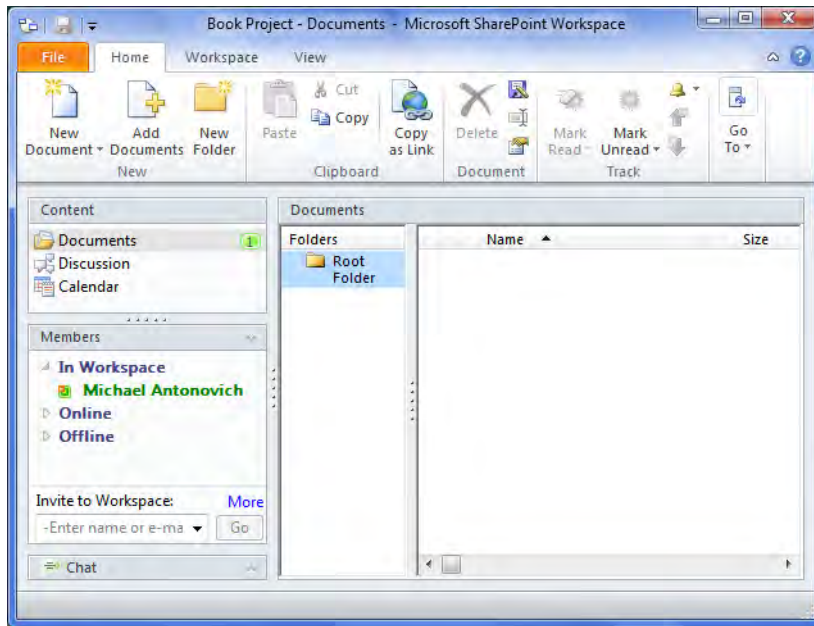 Book Project - Documents - Microsoft SharePoint Workspace
File Home Workspace View
New Document
Add Documents
New Folder
New
Paste
Cut
Copy
Copy as Link
Clipboard
Delete
Document
Mark Read
Mark Unread
Track
Go To
Content
Documents 1
Discussion
Calendar
Members
In Workspace
Michael Antonovich
Online
Offline
Invite to Workspace: More
-Enter name or e-ma Go
Chat
Documents
Folders
Root
Folder
Name Size